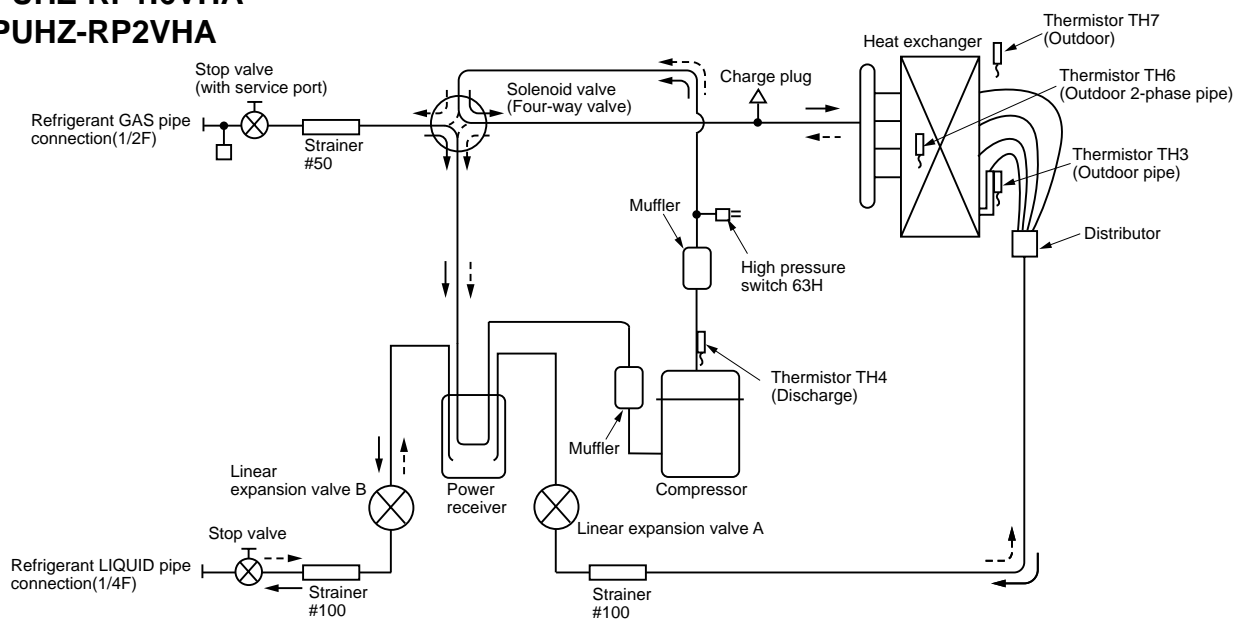 PUHZ-RP2VHA
Stop valve
(with service port)
Refrigerant GAS pipe
connection(1/2F)
Strainer
#50
Solenoid valve
(Four-way valve)
Charge plug
Heat exchanger
Thermistor TH7
(Outdoor)
Thermistor TH6
(Outdoor 2-phase pipe)
Thermistor TH3
(Outdoor pipe)
Distributor
Muffler
High pressure
switch 63H
Thermistor TH4
(Discharge)
Muffler
Compressor
Power
receiver
Linear
expansion valve B
Linear expansion valve A
Stop valve
Refrigerant LIQUID pipe
connection(1/4F)
Strainer
#100
Strainer
#100